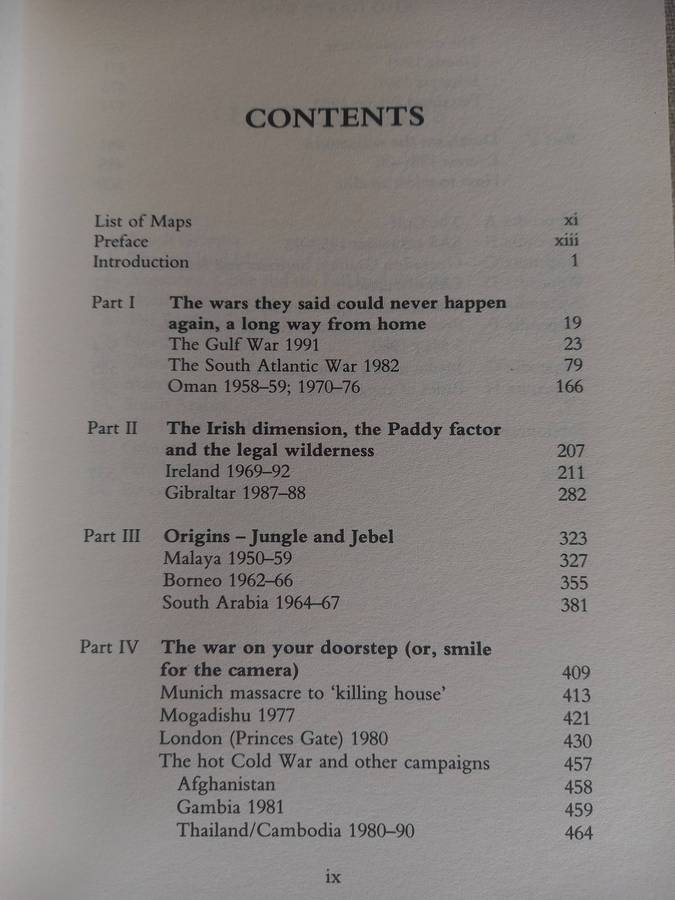 CONTENTS
List of Maps xi
Preface xiii
Introduction 1
Part I The wars they said could never happen
again, a long way from home 19
The Gulf War 1991 23
The South Atlantic War 1982 79
Oman 1958–59; 1970–76 166
Part II The Irish dimension, the Paddy factor
and the legal wilderness 207
Ireland 1969–92 211
Gibraltar 1987–88 282
Part III Origins – Jungle and Jebel 323
Malaya 1950–59 327
Borneo 1962–66 355
South Arabia 1964–67 381
Part IV The war on your doorstep (or, smile
for the camera) 409
Munich massacre to ‘killing house’ 413
Mogadishu 1977 421
London (Princes Gate) 1980 430
The hot Cold War and other campaigns 457
Afghanistan 458
Gambia 1981 459
Thailand/Cambodia 1980–90 464
ix